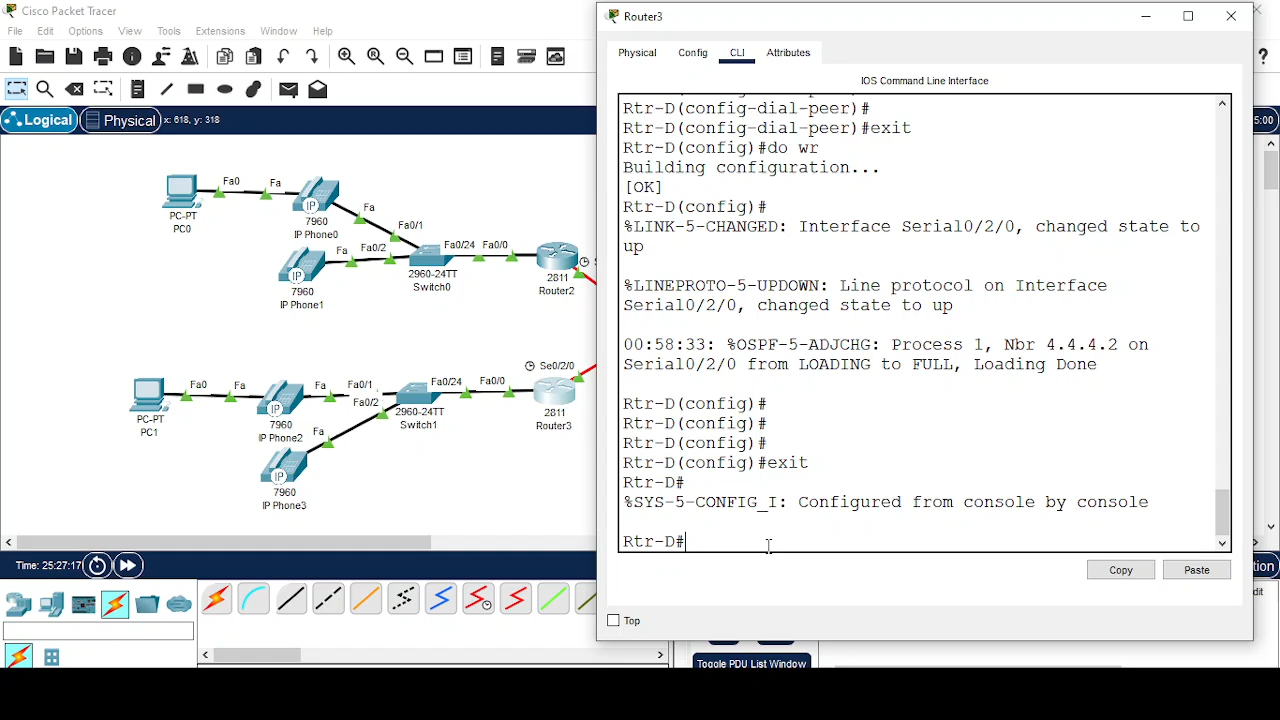 Cisco Packet Tracer
File Edit Options View Tools Extensions Window Help
Logical Physical x: 618, y: 318
Fa0 Fa
PC-PT
PC0
IP
7960
IP Phone0
Fa
Fa0/1
Fa Fa0/2
Fa0/24 Fa0/0
IP
7960
IP Phone1
2960-24TT
Switch0
2811
Router2
S
Fa0 Fa
PC-PT
PC1
IP
7960
IP Phone2
Fa Fa0/1
Fa0/2
Fa0/24 Fa0/0
Se0/2/0
2960-24TT
Switch1
2811
Router3
Fa
IP
7960
IP Phone3
Time: 25:27:17
Router3
Physical Config CLI Attributes
IOS Command Line Interface
Rtr-D(config-dial-peer)#
Rtr-D(config-dial-peer)#exit
Rtr-D(config)#do wr
Building configuration...
[OK]
Rtr-D(config)#
%LINK-5-CHANGED: Interface Serial0/2/0, changed state to
up
%LINEPROTO-5-UPDOWN: Line protocol on Interface
Serial0/2/0, changed state to up
00:58:33: %OSPF-5-ADJCHG: Process 1, Nbr 4.4.4.2 on
Serial0/2/0 from LOADING to FULL, Loading Done
Rtr-D(config)#
Rtr-D(config)#
Rtr-D(config)#
Rtr-D(config)#exit
Rtr-D#
%SYS-5-CONFIG_I: Configured from console by console
Rtr-D#
Copy Paste
Top
5:00
tion
dit
Toggle PDU List Window